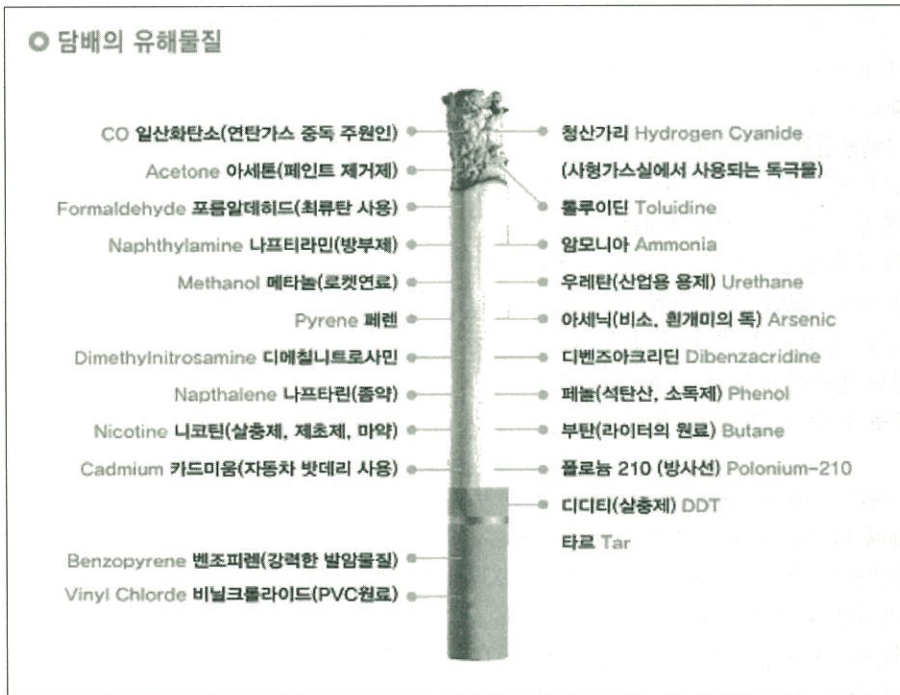 담배의 유해물질
CO 일산화탄소(연탄가스 중독 주원인)
Acetone 아세톤(페인트 제거제)
Formaldehyde 포름알데히드(최류탄 사용)
Naphthylamine 나프티라민(방부제)
Methanol 메타놀(로켓연료)
Pyrene 페렌
Dimethylnitrosamine 디메칠니트로사민
Napthalene 나프타린(좀약)
Nicotine 니코틴(살충제, 제초제, 마약)
Cadmium 카드미움(자동차 밧데리 사용)
Benzopyrene 벤조피렌(강력한 발암물질)
Vinyl Chlorde 비닐크롤라이드(PVC원료)
청산가리 Hydrogen Cyanide
(사형가스실에서 사용되는 독극물)
톨루이딘 Toluidine
암모니아 Ammonia
우레탄(산업용 용제) Urethane
아세닉(비소, 흰개미의 독) Arsenic
디벤즈아크리딘 Dibenzacridine
페놀(석탄산, 소독제) Phenol
부탄(라이터의 원료) Butane
폴로늄 210 (방사선) Polonium-210
디디티(살충제) DDT
타르 Tar